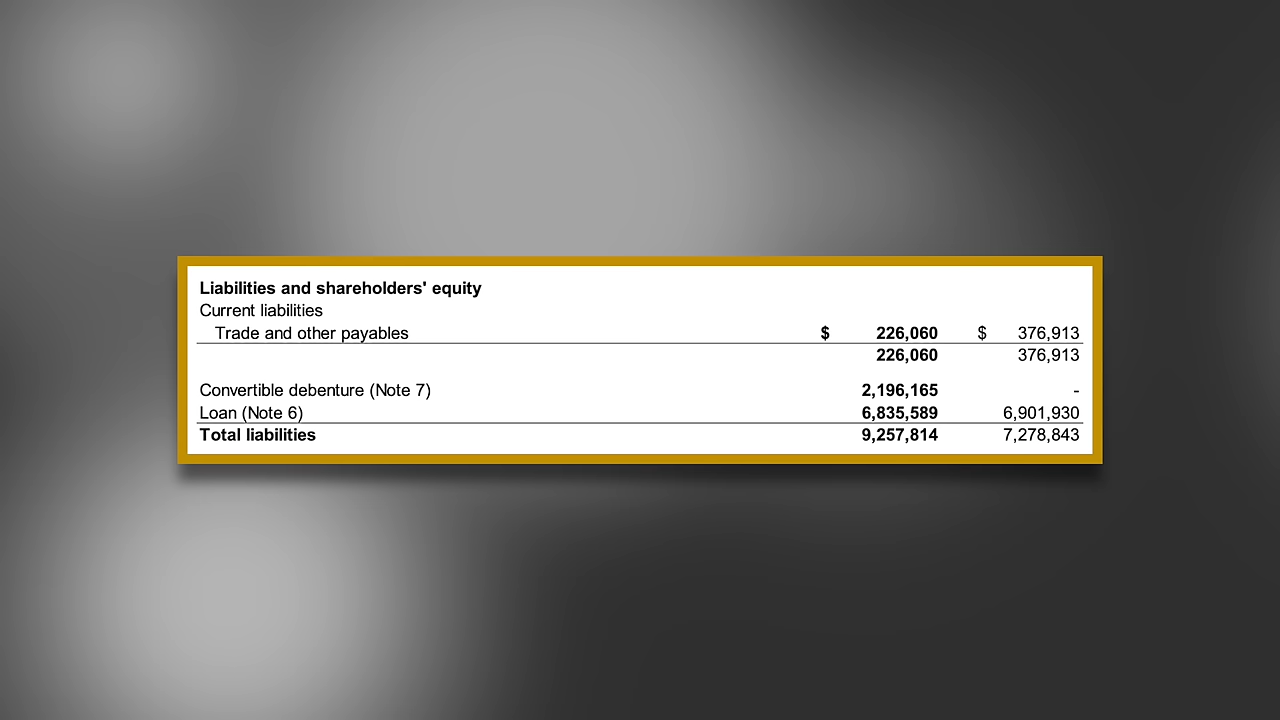 Liabilities and shareholders' equity
Current liabilities
Trade and other payables $ 226,060 $ 376,913
226,060 376,913
Convertible debenture (Note 7) 2,196,165 -
Loan (Note 6) 6,835,589 6,901,930
Total liabilities 9,257,814 7,278,843